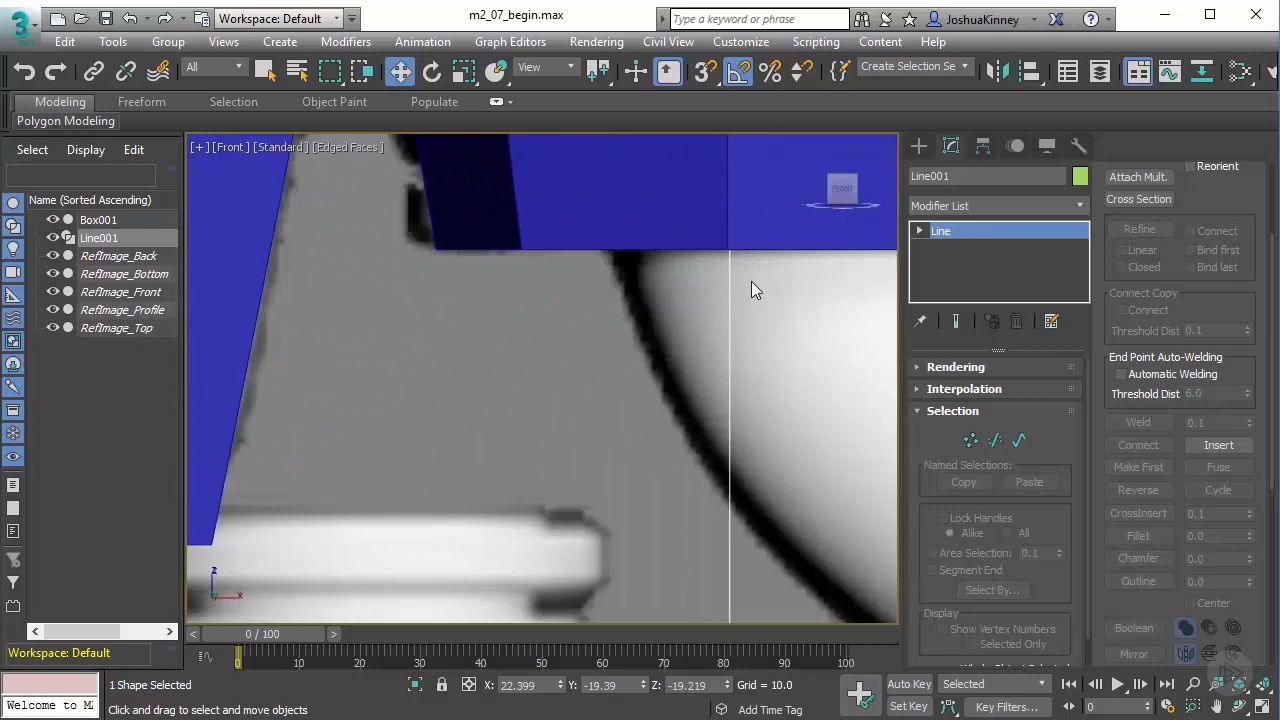 3
MAX
Workspace: Default
m2_07_begin.max
Type a keyword or phrase
JoshuaKinney
Edit
Tools
Group
Views
Create
Modifiers
Animation
Graph Editors
Rendering
Civil View
Customize
Scripting
Content
Help
All
View
Create Selection Se
Modeling
Freeform
Selection
Object Paint
Populate
Polygon Modeling
Select
Display
Edit
[+] [Front] [Standard] [Edged Faces]
FRONT
Name (Sorted Ascending)
Box001
Line001
RefImage_Back
RefImage_Bottom
RefImage_Front
RefImage_Profile
RefImage_Top
z
x
Line001
Modifier List
Line
Rendering
Interpolation
Selection
Named Selections:
Copy
Paste
Lock Handles
Alike
All
Area Selection:
0.1
Segment End
Select By...
Display
Show Vertex Numbers
Selected Only
Reorient
Attach Mult.
Cross Section
Refine
Connect
Linear
Bind first
Closed
Bind last
Connect Copy
Connect
Threshold Dist
0.1
End Point Auto-Welding
Automatic Welding
Threshold Dist
6.0
Weld
0.1
Connect
Insert
Make First
Fuse
Reverse
Cycle
CrossInsert
0.1
Fillet
0.0
Chamfer
0.0
Outline
0.0
Center
Boolean
Mirror
0 / 100
Workspace: Default
0
10
20
30
40
50
60
70
80
90
100
Welcome to M
1 Shape Selected
Click and drag to select and move objects
X: 22.399
Y: -19.39
Z: -19.219
Grid = 10.0
Add Time Tag
Auto Key
Selected
Set Key
Key Filters...
0